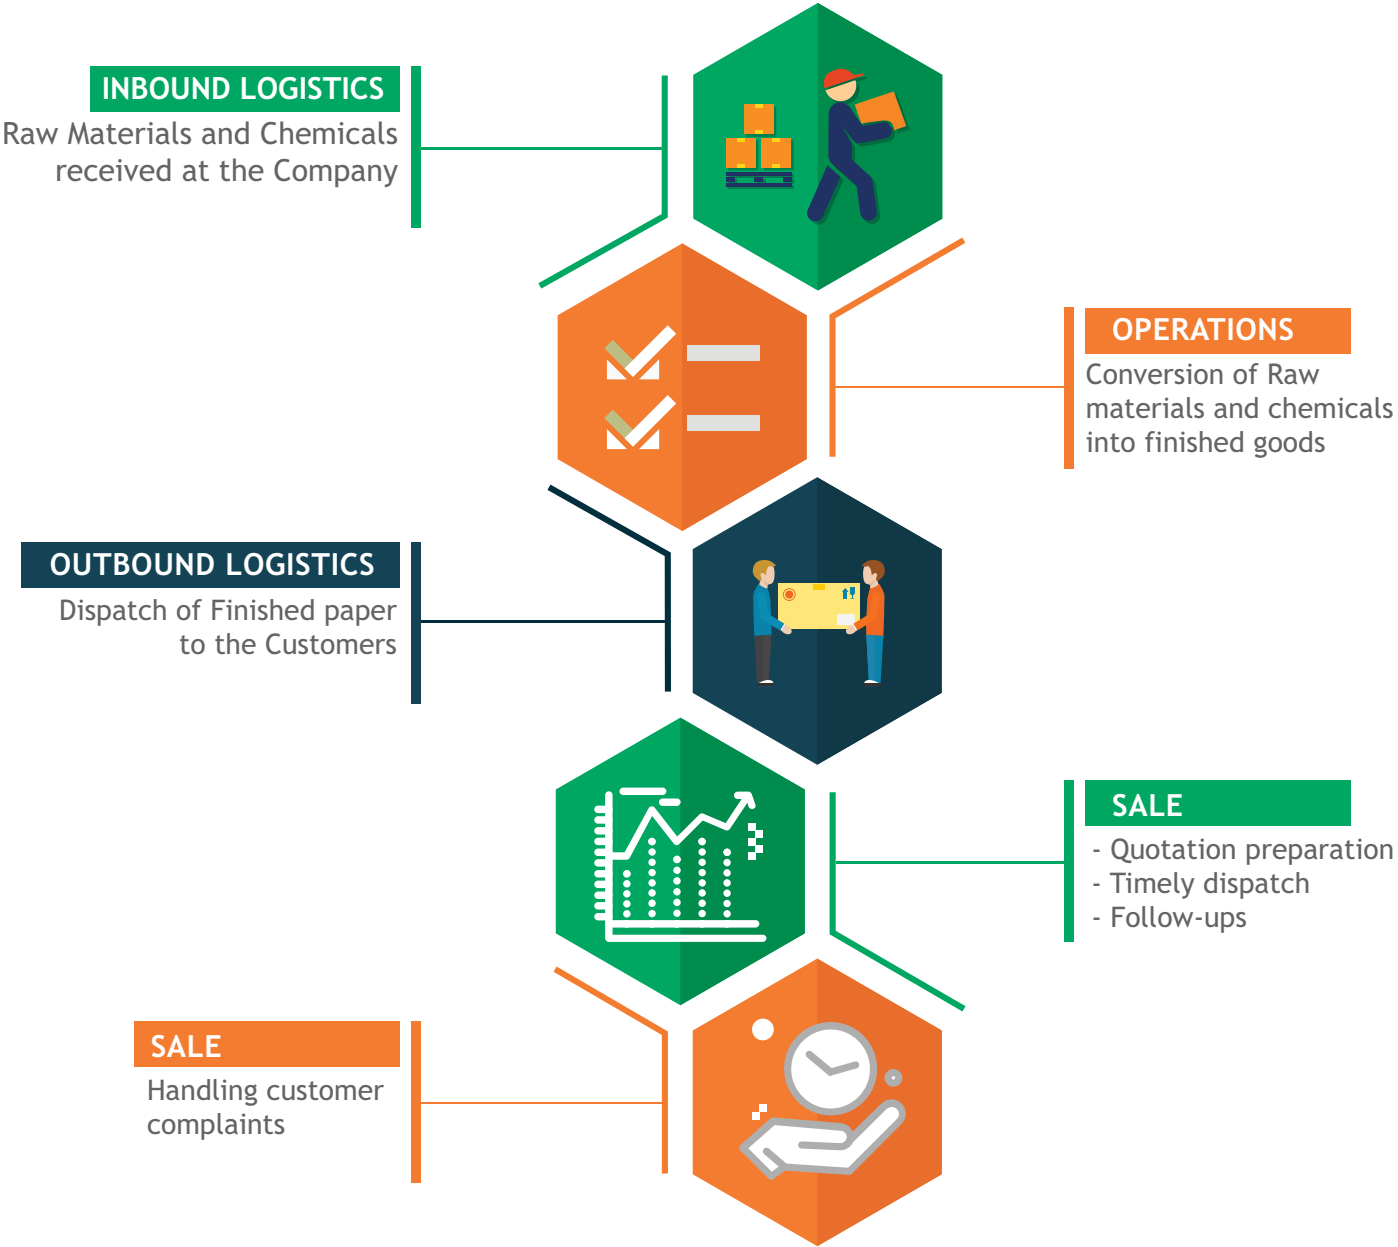 INBOUND LOGISTICS
Raw Materials and Chemicals
received at the Company
OPERATIONS
Conversion of Raw
materials and chemicals
into finished goods
OUTBOUND LOGISTICS
Dispatch of Finished paper
to the Customers
SALE
- Quotation preparation
- Timely dispatch
- Follow-ups
SALE
Handling customer
complaints